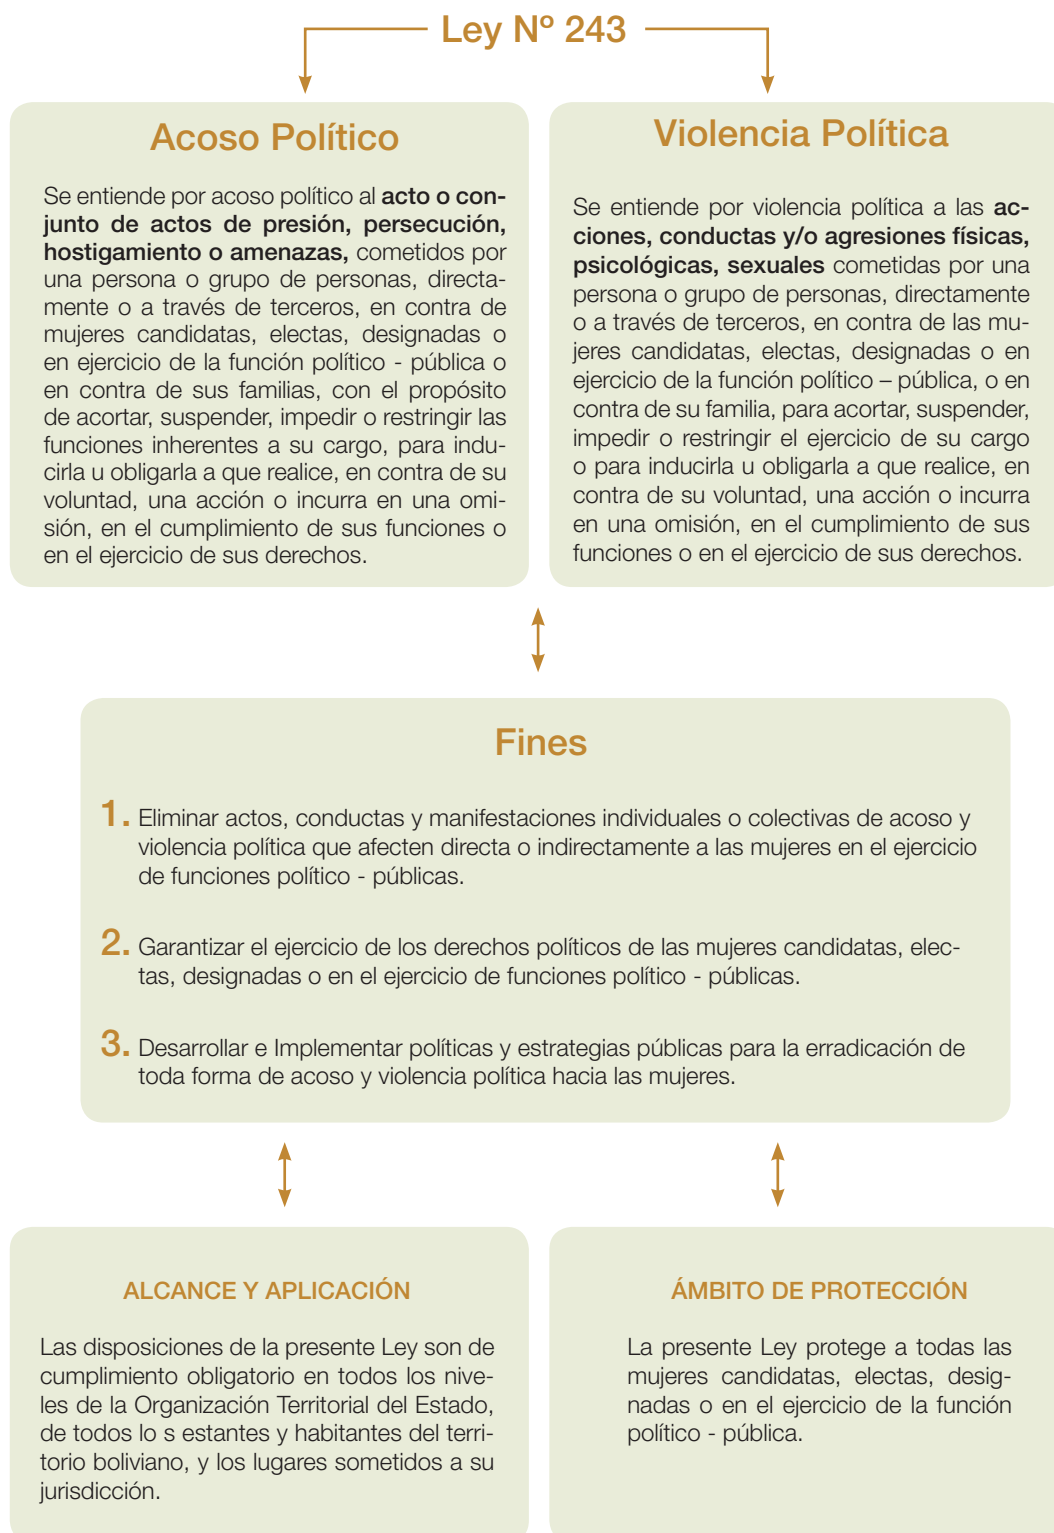 Ley Nº 243
Acoso Político
Se entiende por acoso político al acto o con-
junto de actos de presión, persecución,
hostigamiento o amenazas, cometidos por
una persona o grupo de personas, directa-
mente o a través de terceros, en contra de
mujeres candidatas, electas, designadas o
en ejercicio de la función político - pública o
en contra de sus familias, con el propósito
de acortar, suspender, impedir o restringir las
funciones inherentes a su cargo, para indu-
cirla u obligarla a que realice, en contra de su
voluntad, una acción o incurra en una omi-
sión, en el cumplimiento de sus funciones o
en el ejercicio de sus derechos.
Violencia Política
Se entiende por violencia política a las ac-
ciones, conductas y/o agresiones físicas,
psicológicas, sexuales cometidas por una
persona o grupo de personas, directamente
o a través de terceros, en contra de las mu-
jeres candidatas, electas, designadas o en
ejercicio de la función político – pública, o en
contra de su familia, para acortar, suspender,
impedir o restringir el ejercicio de su cargo
o para inducirla u obligarla a que realice, en
contra de su voluntad, una acción o incurra
en una omisión, en el cumplimiento de sus
funciones o en el ejercicio de sus derechos.
Fines
1. Eliminar actos, conductas y manifestaciones individuales o colectivas de acoso y
violencia política que afecten directa o indirectamente a las mujeres en el ejercicio
de funciones político - públicas.
2. Garantizar el ejercicio de los derechos políticos de las mujeres candidatas, elec-
tas, designadas o en el ejercicio de funciones político - públicas.
3. Desarrollar e Implementar políticas y estrategias públicas para la erradicación de
toda forma de acoso y violencia política hacia las mujeres.
ALCANCE Y APLICACIÓN
Las disposiciones de la presente Ley son de
cumplimiento obligatorio en todos los nive-
les de la Organización Territorial del Estado,
de todos lo s estantes y habitantes del terri-
torio boliviano, y los lugares sometidos a su
jurisdicción.
ÁMBITO DE PROTECCIÓN
La presente Ley protege a todas las
mujeres candidatas, electas, desig-
nadas o en el ejercicio de la función
político - pública.